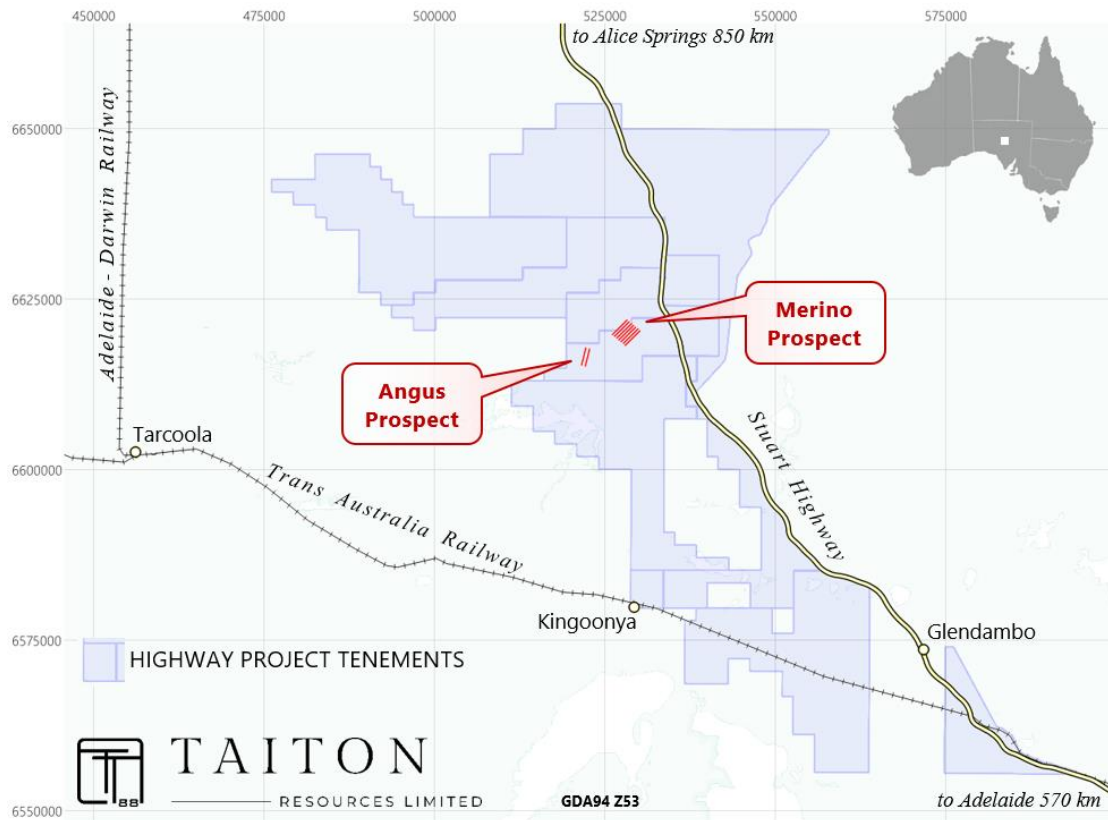 450000
475000
500000
525000
550000
575000
to Alice Springs 850 km
6650000
Adelaide - Darwin Railway
6625000
Merino
Prospect
Angus
Prospect
Stuart Highway
Tarcoola
6600000
Trans Australia Railway
Kingoonya
6575000
Glendambo
HIGHWAY PROJECT TENEMENTS
TT
88
TAITON
RESOURCES LIMITED
GDA94 Z53
to Adelaide 570 km
6550000